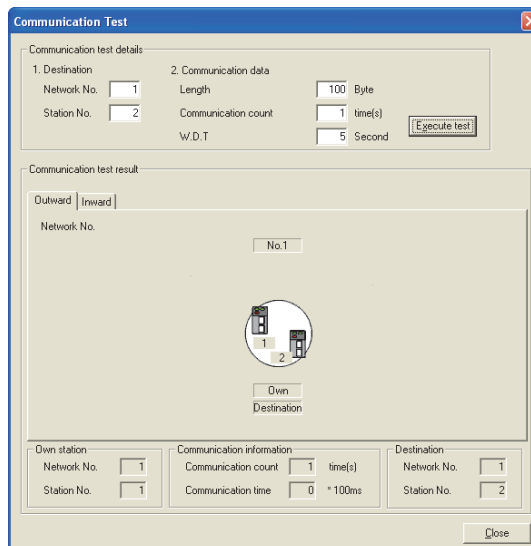 Communication Test
Communication test details
1. Destination
Network No. 1
Station No. 2
2. Communication data
Length 100 Byte
Communication count 1 time(s)
W.D.T 5 Second
Execute test
Communication test result
Outward Inward
Network No.
No.1
1
2
Own
Destination
Own station
Network No. 1
Station No. 1
Communication information
Communication count 1 time(s)
Communication time 0 * 100ms
Destination
Network No. 1
Station No. 2
Close